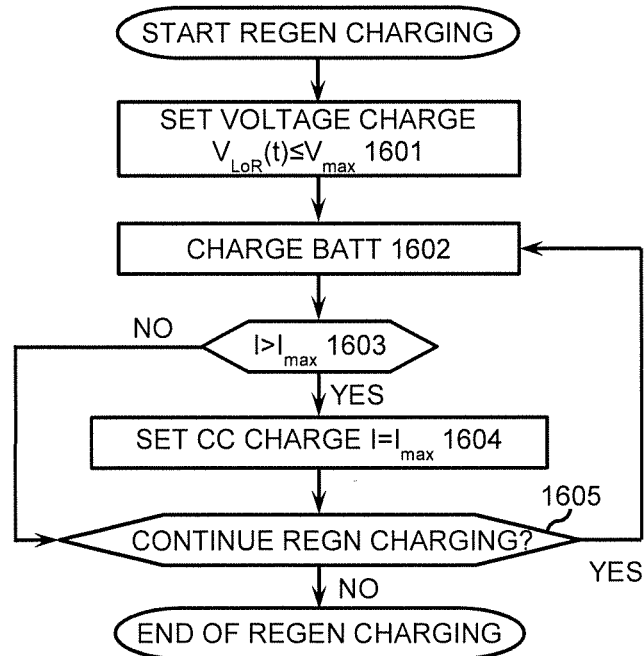 START REGEN CHARGING
SET VOLTAGE CHARGE
V_LoR(t)≤V_max 1601
CHARGE BATT 1602
NO
I>I_max 1603
YES
SET CC CHARGE I=I_max 1604
1605
CONTINUE REGN CHARGING?
YES
NO
END OF REGEN CHARGING